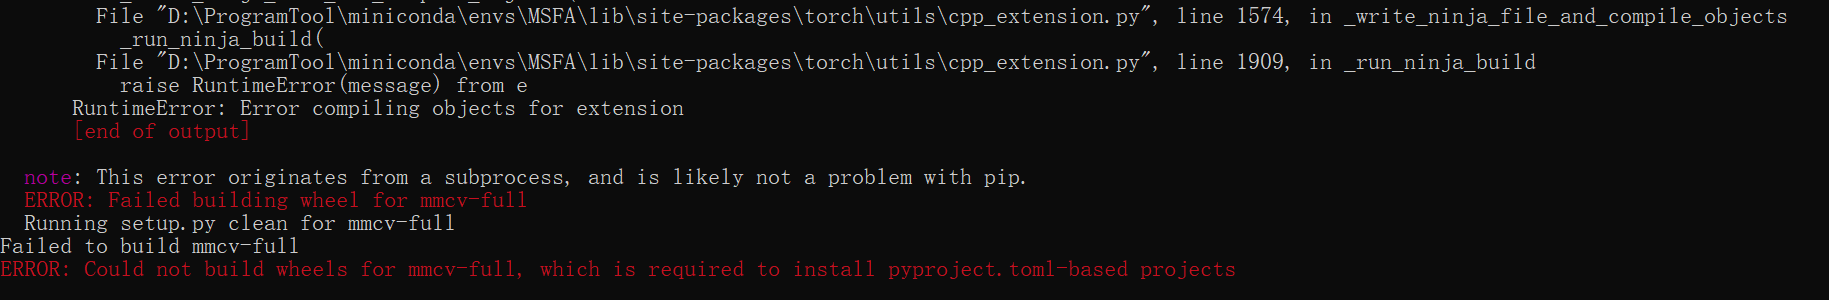 File "D:\ProgramTool\miniconda\envs\MSFA\lib\site-packages\torch\utils\cpp_extension.py", line 1574, in _write_ninja_file_and_compile_objects
_run_ninja_build(
File "D:\ProgramTool\miniconda\envs\MSFA\lib\site-packages\torch\utils\cpp_extension.py", line 1909, in _run_ninja_build
raise RuntimeError(message) from e
RuntimeError: Error compiling objects for extension
[end of output]
note: This error originates from a subprocess, and is likely not a problem with pip.
ERROR: Failed building wheel for mmcv-full
Running setup.py clean for mmcv-full
Failed to build mmcv-full
ERROR: Could not build wheels for mmcv-full, which is required to install pyproject.toml-based projects